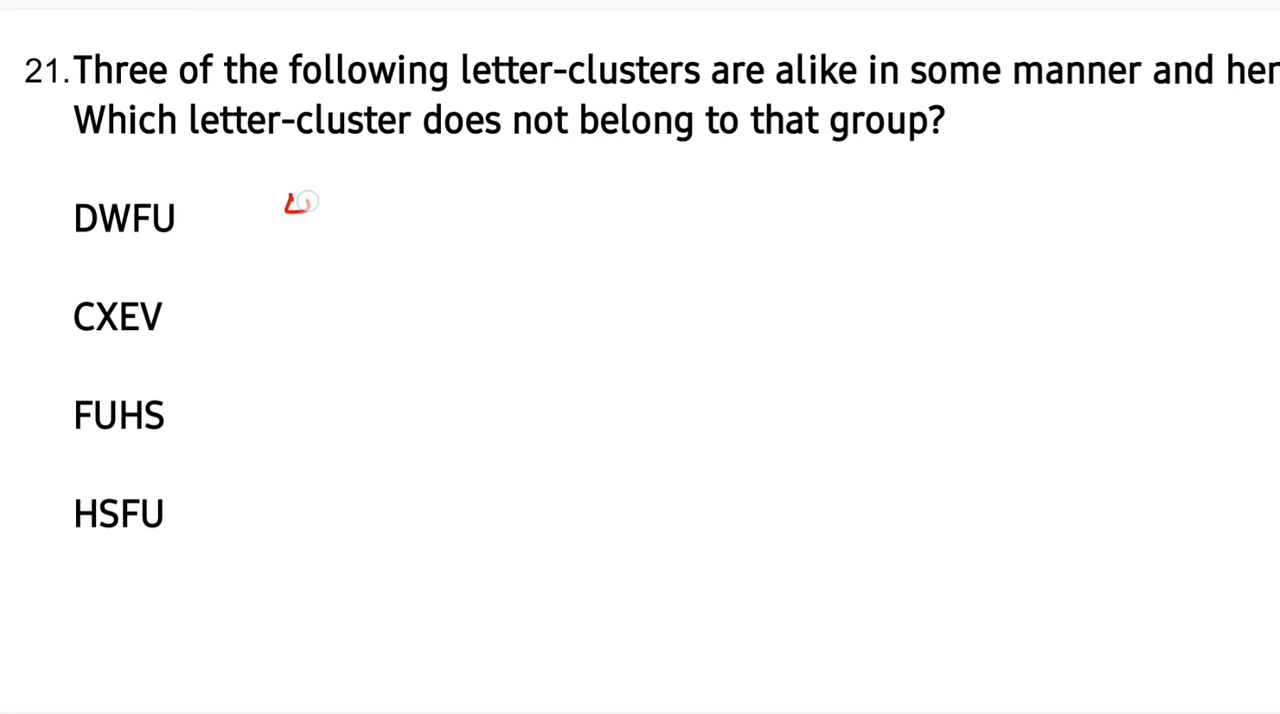 21. Three of the following letter-clusters are alike in some manner and
Which letter-cluster does not belong to that group?
DWFU
CXEV
FUHS
HSFU